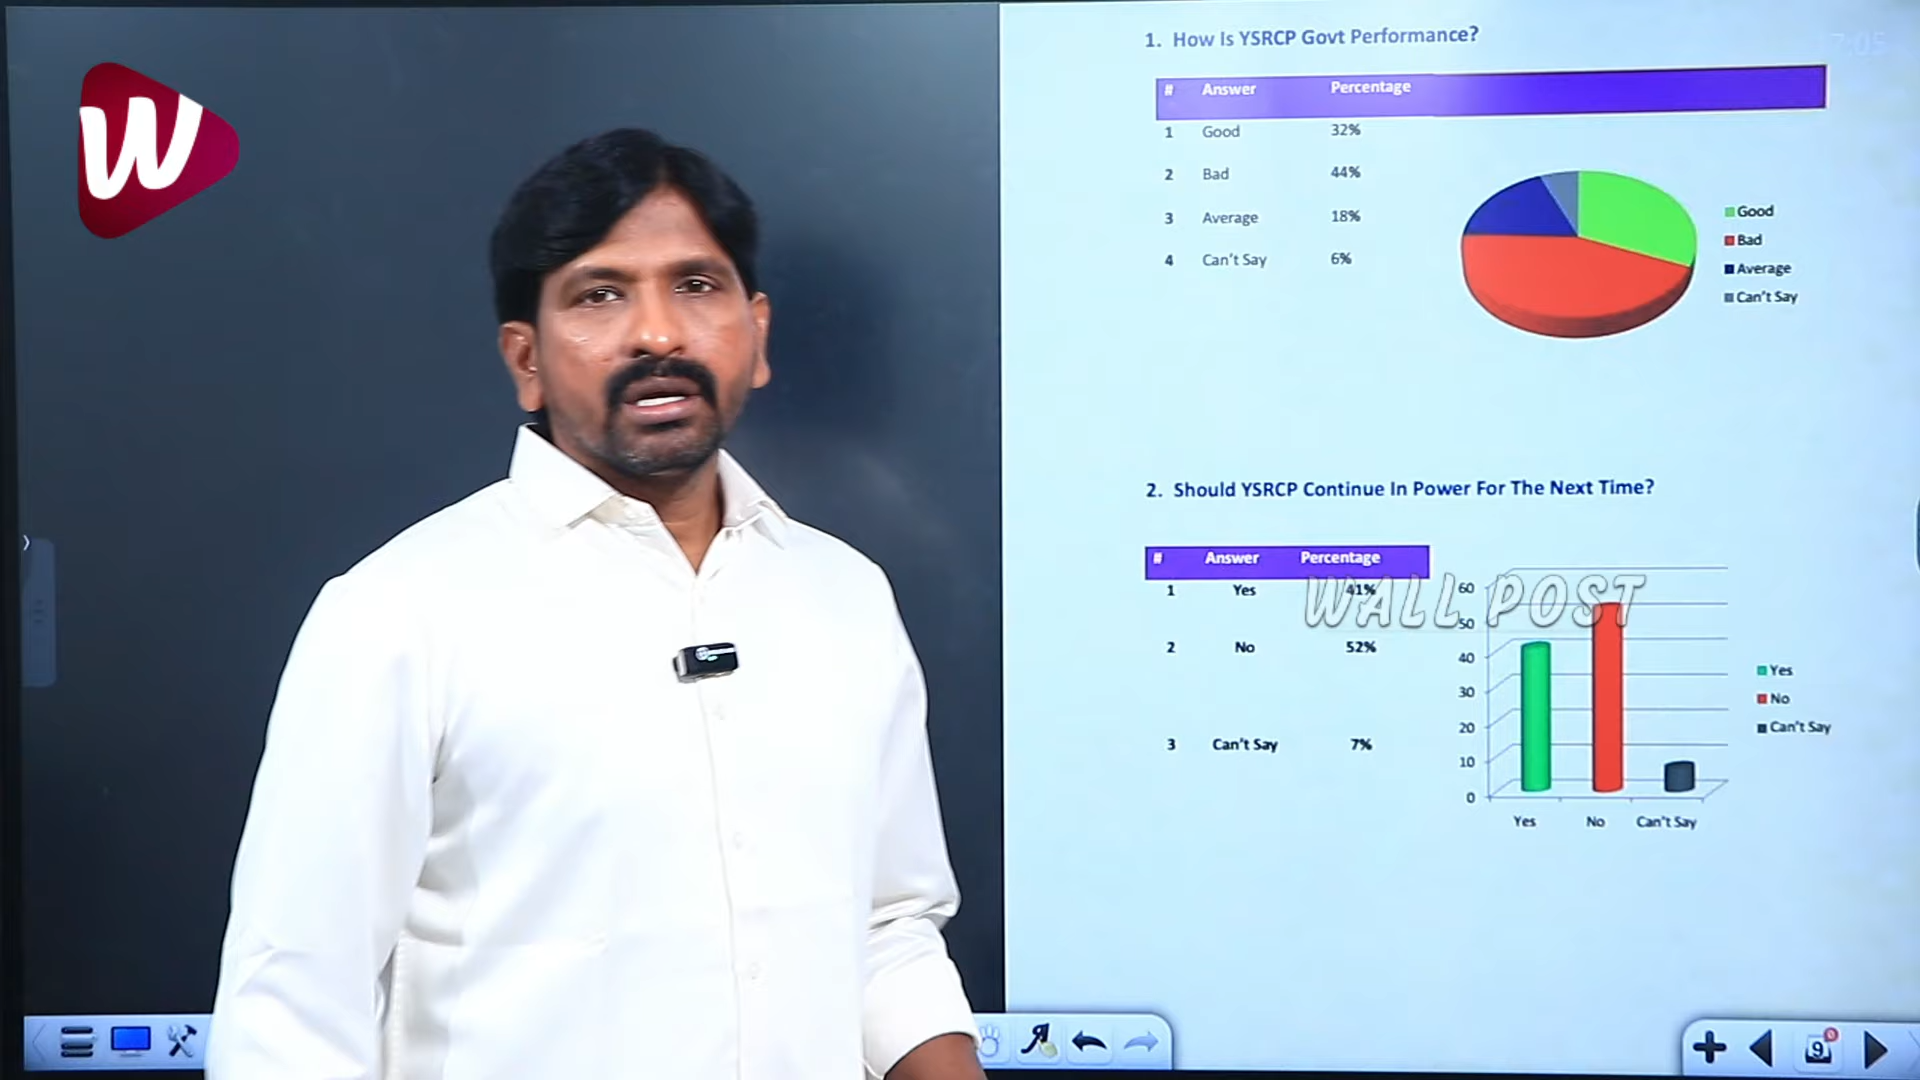 W
1. How Is YSRCP Govt Performance?
# Answer Percentage
1 Good 32%
2 Bad 44%
3 Average 18%
4 Can't Say 6%
Good
Bad
Average
Can't Say
2. Should YSRCP Continue In Power For The Next Time?
# Answer Percentage
1 Yes 41%
2 No 52%
3 Can't Say 7%
WALL POST
60
50
40
30
20
10
0
Yes No Can't Say
Yes
No
Can't Say
9